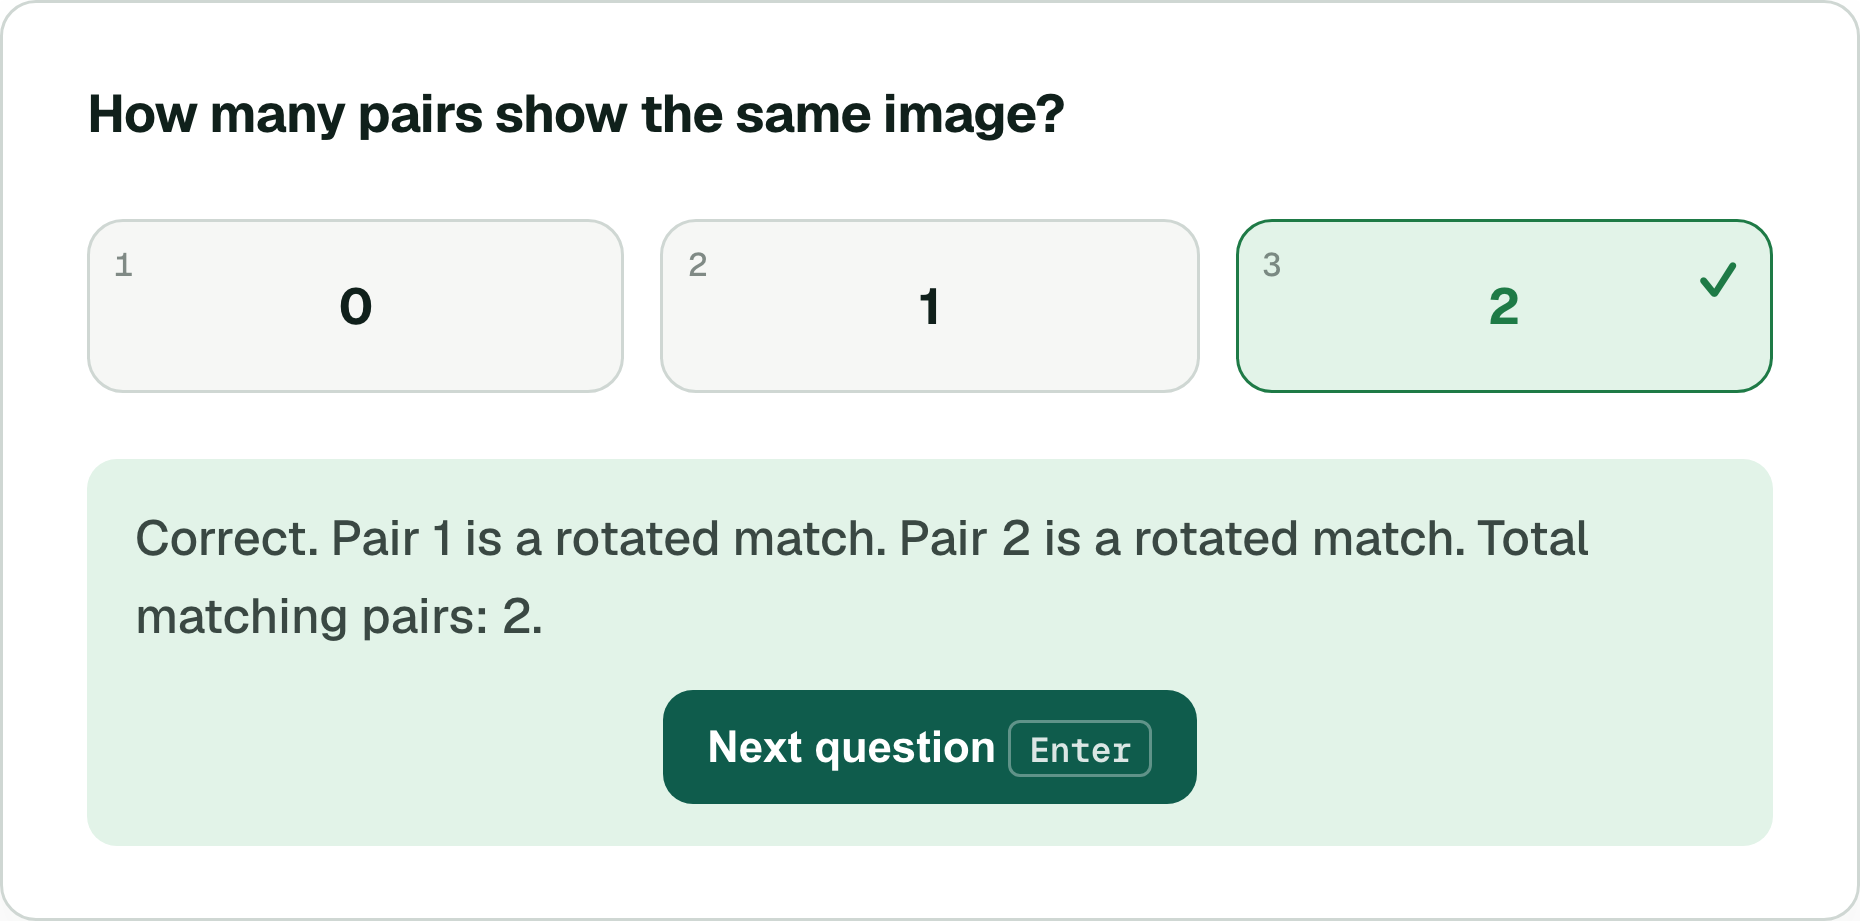 How many pairs show the same image?
1
0
2
1
3
2
Correct. Pair 1 is a rotated match. Pair 2 is a rotated match. Total
matching pairs: 2.
Next question Enter